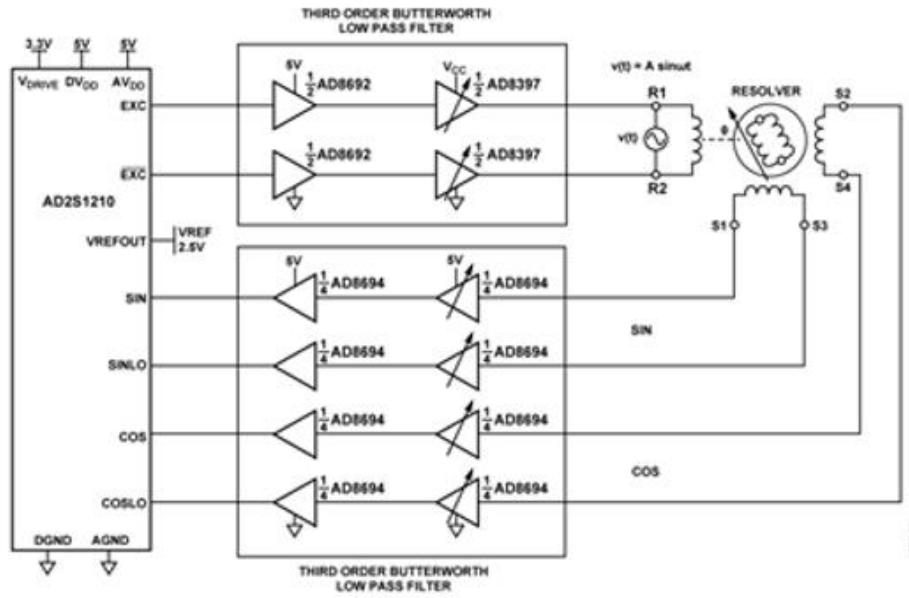 THIRD ORDER BUTTERWORTH
LOW PASS FILTER
3.3V 5V 5V
VDRIVE DVDD AVDD
EXC
5V
1/2 AD8692
VCC
1/2 AD8397
v(t) = A sinωt
R1
RESOLVER
S2
v(t)
θ
EXC
1/2 AD8692
1/2 AD8397
R2
S4
AD2S1210
VREFOUT
VREF
2.5V
S1
S3
5V
1/4 AD8694
5V
1/4 AD8694
SIN
SIN
1/4 AD8694
1/4 AD8694
SINLO
1/4 AD8694
1/4 AD8694
COS
COS
1/4 AD8694
1/4 AD8694
COSLO
DGND AGND
THIRD ORDER BUTTERWORTH
LOW PASS FILTER